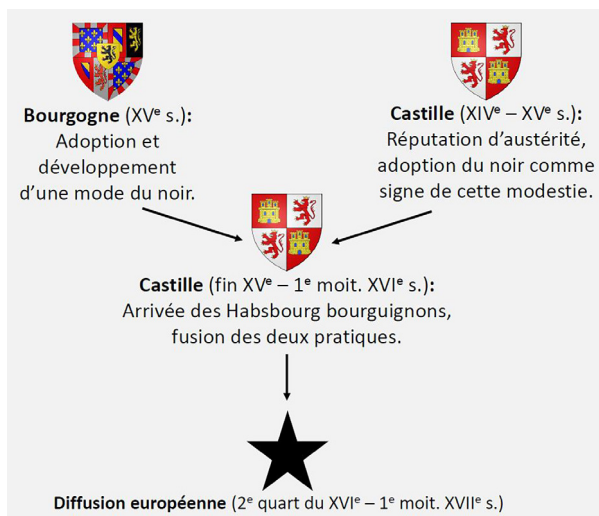 Bourgogne (XVᵉ s.):
Adoption et
développement
d'une mode du noir.
Castille (XIVᵉ – XVᵉ s.):
Réputation d'austérité,
adoption du noir comme
signe de cette modestie.
Castille (fin XVᵉ – 1ᵉ moit. XVIᵉ s.):
Arrivée des Habsbourg bourguignons,
fusion des deux pratiques.
Diffusion européenne (2ᵉ quart du XVIᵉ – 1ᵉ moit. XVIIᵉ s.)